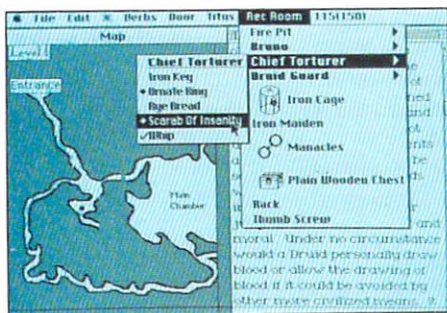 File Edit ⌘ Verbs Door Titus Rec Room 115(150)
Map
Level 1
Entrance
Main Chamber
Chief Torturer
Iron Key
Ornate Ring
Rye Bread
Scarab Of Insanity
Whip
Fire Pit
Bruno
Chief Torturer
Druid Guard
Iron Cage
Iron Maiden
Manacles
Plain Wooden Chest
Rack
Thumb Screw
moral. Under no circumstance
would a Druid personally draw
blood or allow the drawing of
blood if it could be avoided by
other more civilized means.